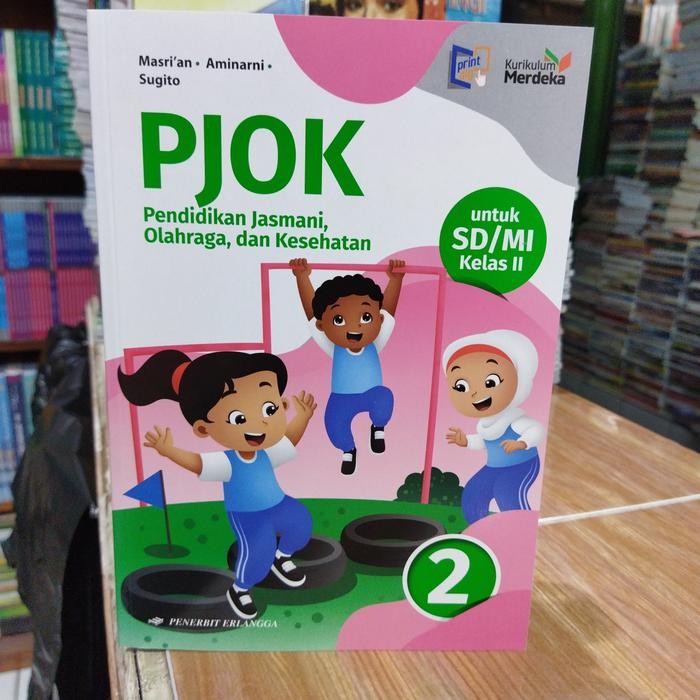 Masri'an • Aminarni •
Sugito
print
Kurikulum
Merdeka
PJOK
Pendidikan Jasmani,
Olahraga, dan Kesehatan
untuk
SD/MI
Kelas II
2
PENERBIT ERLANGGA